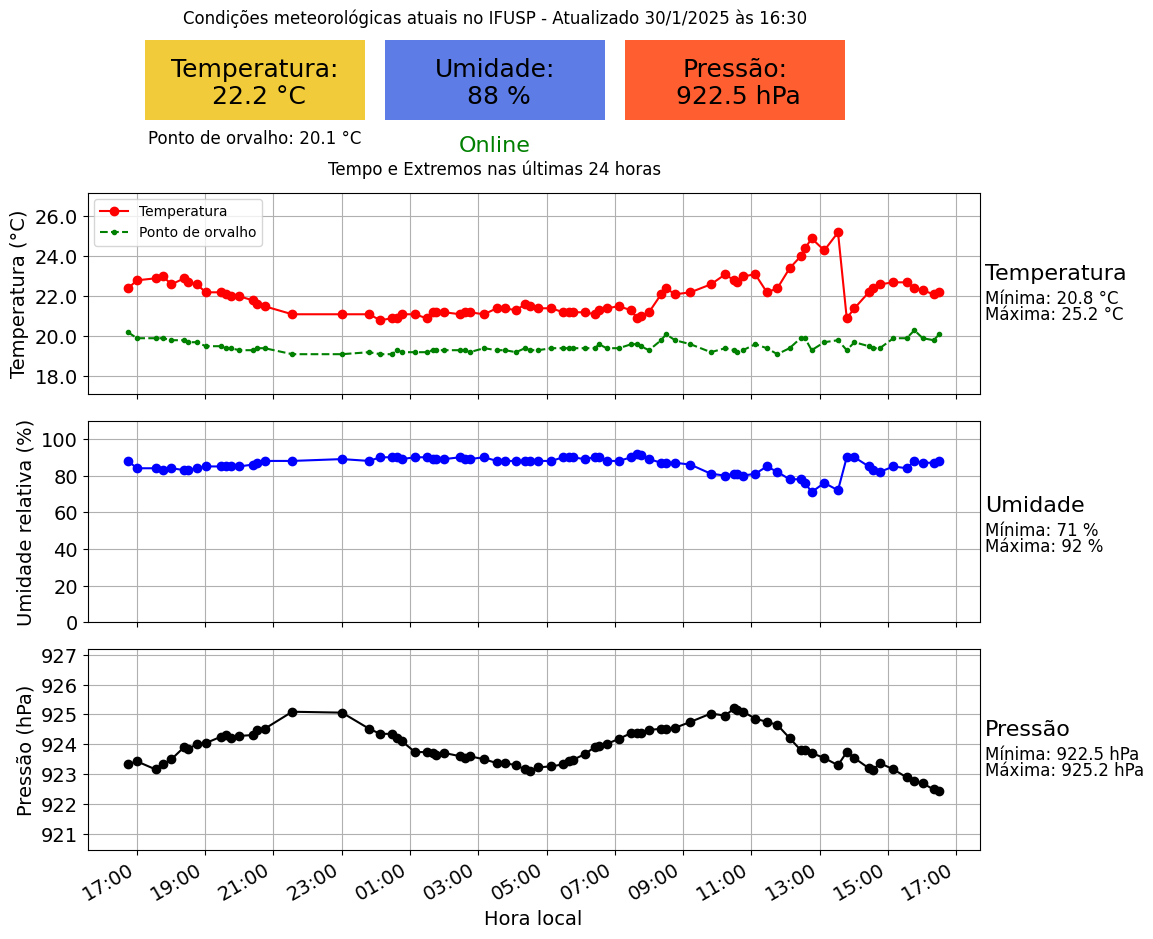 Condições meteorológicas atuais no IFUSP - Atualizado 30/1/2025 às 16:30
Temperatura:
22.2 °C
Umidade:
88 %
Pressão:
922.5 hPa
Ponto de orvalho: 20.1 °C
Online
Tempo e Extremos nas últimas 24 horas
Temperatura (°C)
26.0
24.0
22.0
20.0
18.0
Temperatura
Ponto de orvalho
Temperatura
Mínima: 20.8 °C
Máxima: 25.2 °C
Umidade relativa (%)
100
80
60
40
20
0
Umidade
Mínima: 71 %
Máxima: 92 %
Pressão (hPa)
927
926
925
924
923
922
921
Pressão
Mínima: 922.5 hPa
Máxima: 925.2 hPa
17:00 19:00 21:00 23:00 01:00 03:00 05:00 07:00 09:00 11:00 13:00 15:00 17:00
Hora local